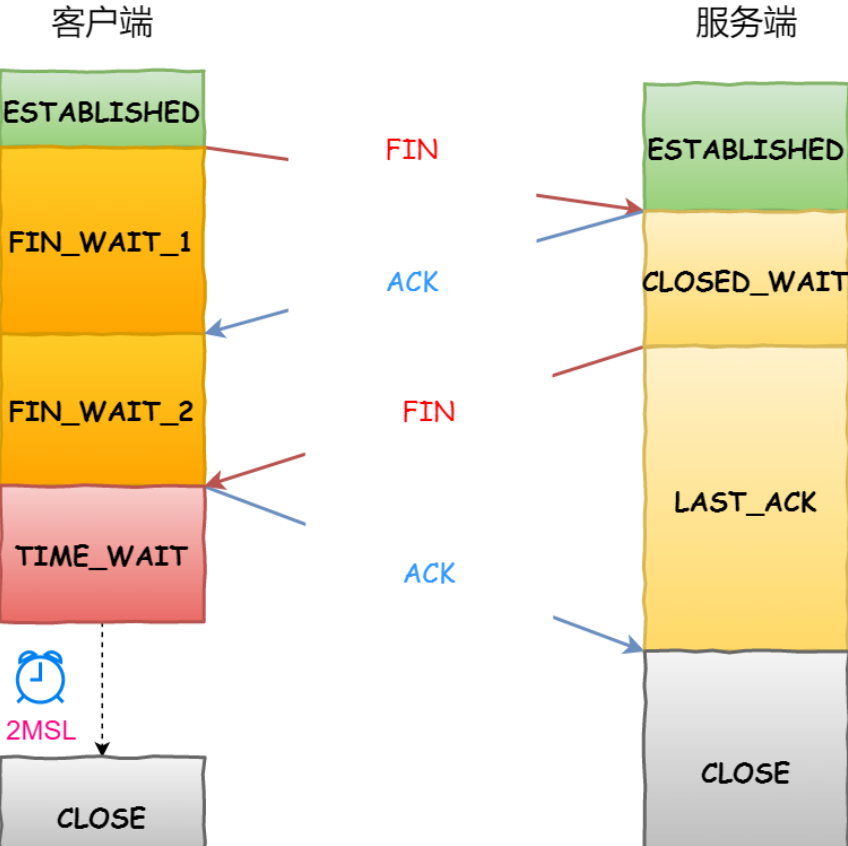 客户端
服务端
ESTABLISHED
FIN
ESTABLISHED
FIN_WAIT_1
ACK
CLOSED_WAIT
FIN_WAIT_2
FIN
LAST_ACK
TIME_WAIT
ACK
2MSL
CLOSE
CLOSE